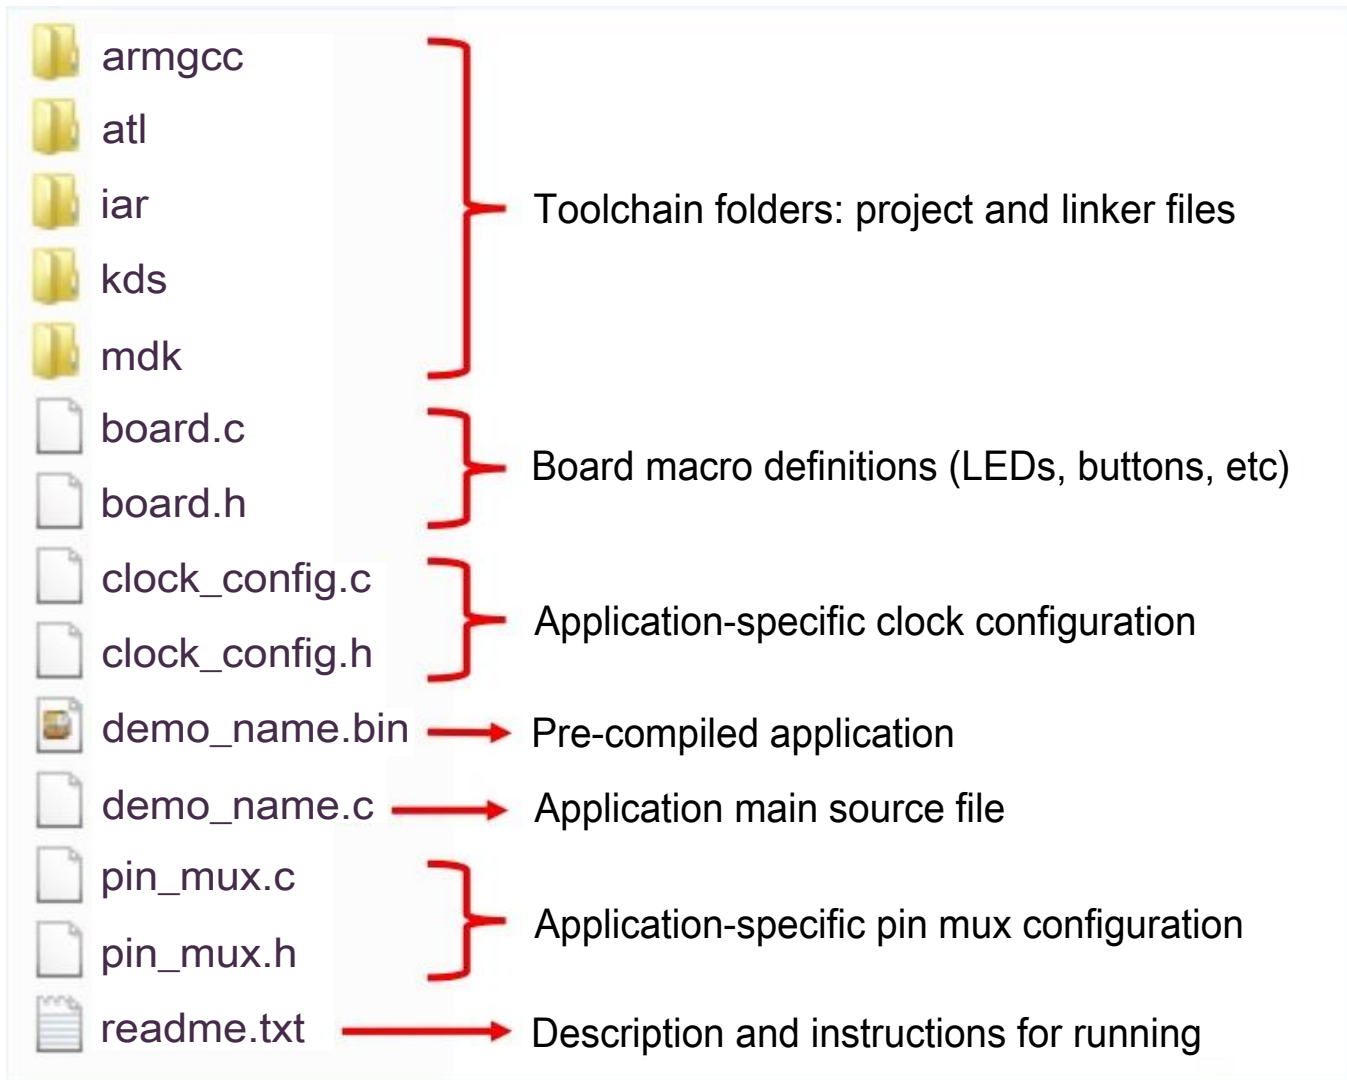 armgcc
atl
iar
Toolchain folders: project and linker files
kds
mdk
board.c
Board macro definitions (LEDs, buttons, etc)
board.h
clock_config.c
Application-specific clock configuration
clock_config.h
demo_name.bin
Pre-compiled application
demo_name.c
Application main source file
pin_mux.c
Application-specific pin mux configuration
pin_mux.h
readme.txt
Description and instructions for running